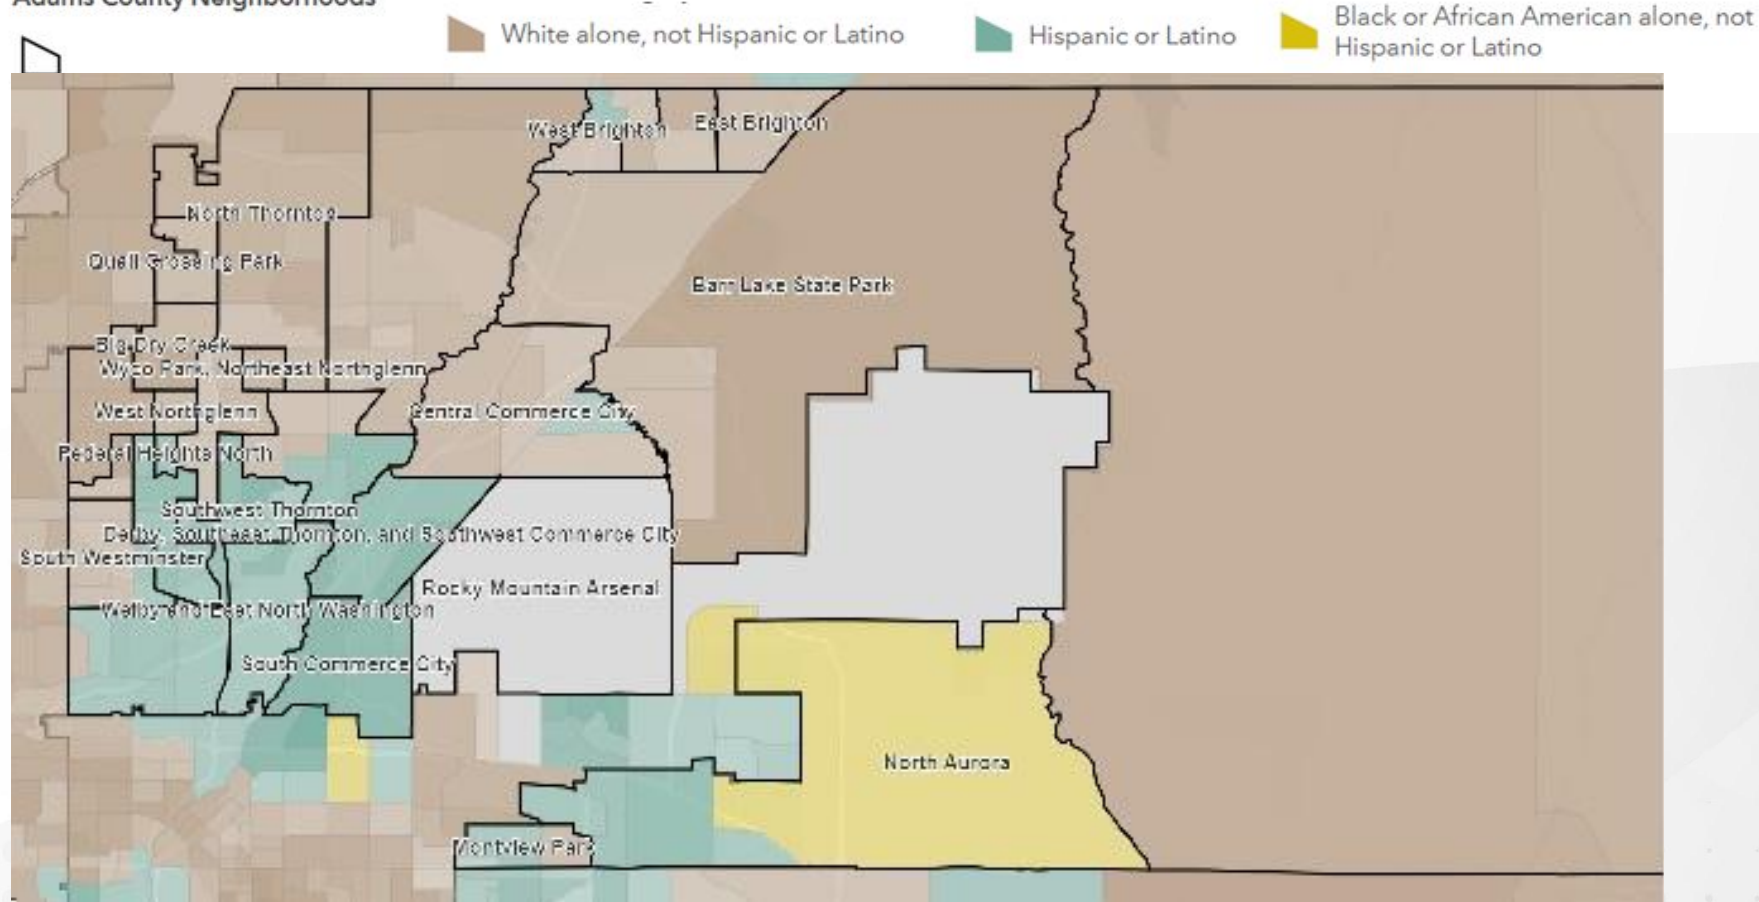 Adams County Neighborhoods
White alone, not Hispanic or Latino
Hispanic or Latino
Black or African American alone, not
Hispanic or Latino
West Brighton
East Brighton
North Thornton
Quail Crossing Park
Barr Lake State Park
Big Dry Creek
Wyco Park, Northeast Northglenn
West Northglenn
Central Commerce City
Federal Heights North
Southwest Thornton
Derby, Southeast Thornton, and Southwest Commerce City
South Westminster
Rocky Mountain Arsenal
Welby and East North Washington
South Commerce City
North Aurora
Montview Park